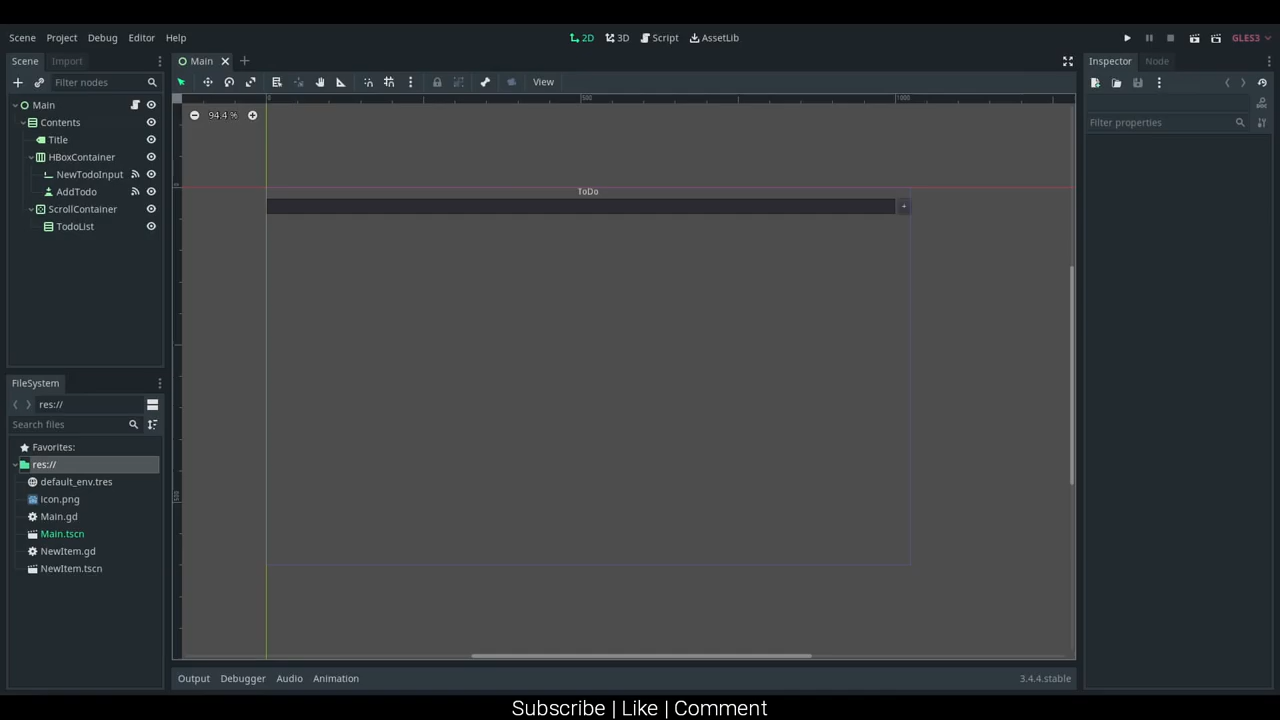 Scene Project Debug Editor Help 2D 3D Script AssetLib GLES3
Scene Import Main Inspector Node
Filter nodes View
Main
Contents
Title
HBoxContainer
NewTodoInput
AddTodo
ScrollContainer
TodoList
0 500 1000
94.4 %
0
ToDo
+
500
Filter properties
FileSystem
res://
Search files
Favorites:
res://
default_env.tres
icon.png
Main.gd
Main.tscn
NewItem.gd
NewItem.tscn
Output Debugger Audio Animation 3.4.4.stable
Subscribe | Like | Comment